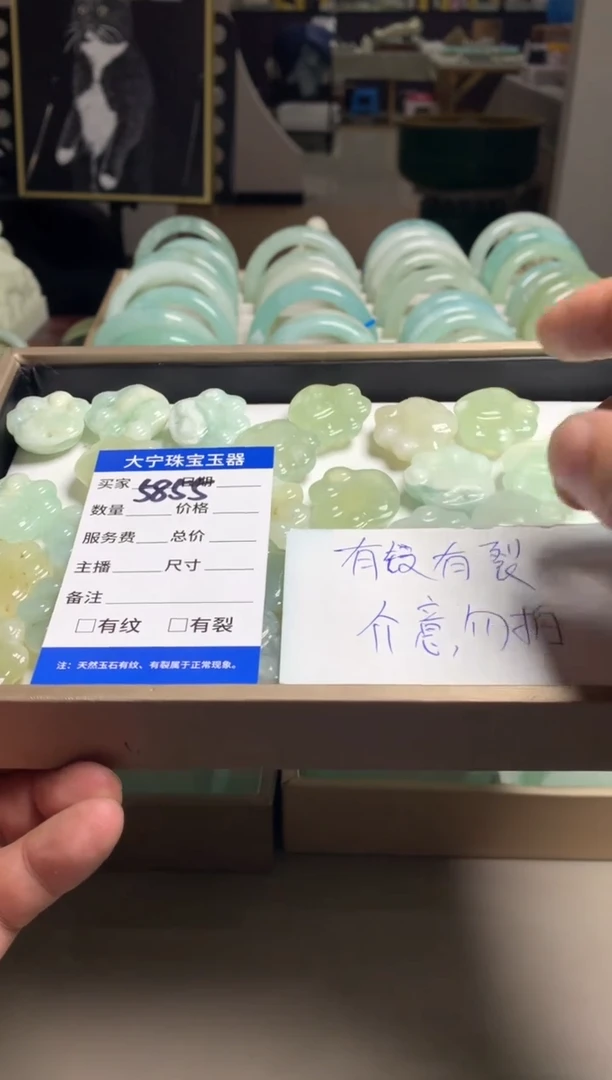 大宁珠宝玉器
买家 5855 日期
数量 价格
服务费 总价
主播 尺寸
备注
□有纹 □有裂
注：天然玉石有纹、有裂属于正常现象。
有纹有裂
介意,勿拍